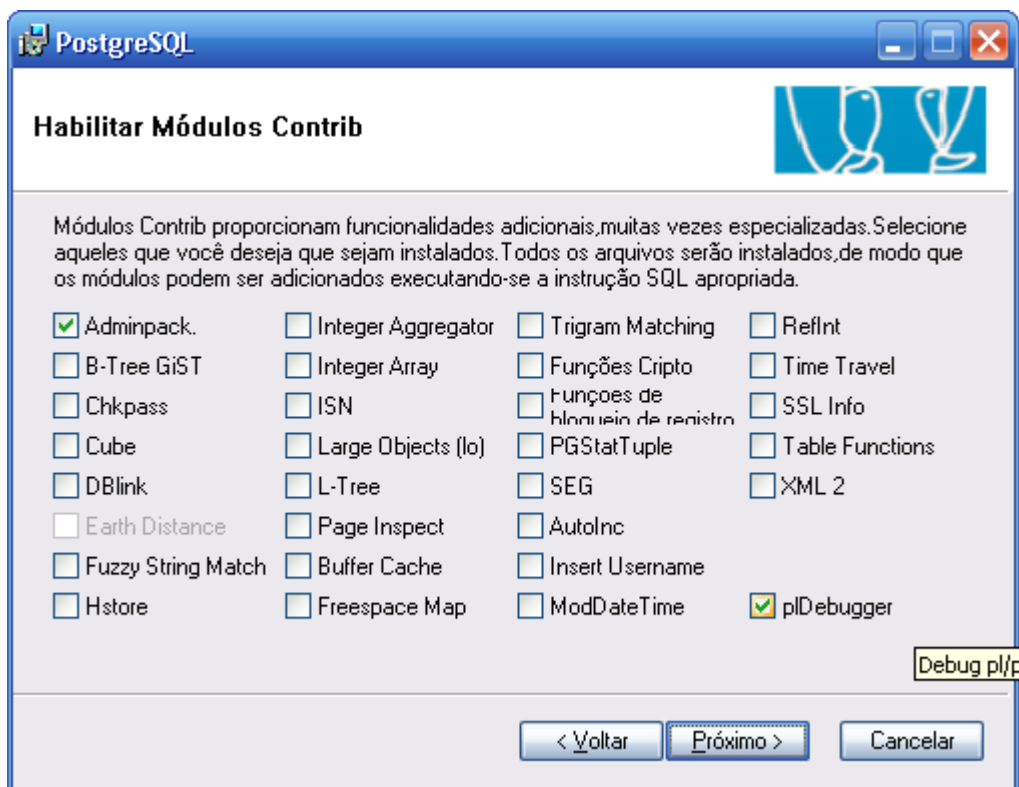 PostgreSQL
Habilitar Módulos Contrib
Módulos Contrib proporcionam funcionalidades adicionais,muitas vezes especializadas.Selecione
aqueles que você deseja que sejam instalados.Todos os arquivos serão instalados,de modo que
os módulos podem ser adicionados executando-se a instrução SQL apropriada.
Adminpack.
B-Tree GiST
Chkpass
Cube
DBlink
Earth Distance
Fuzzy String Match
Hstore
Integer Aggregator
Integer Array
ISN
Large Objects (lo)
L-Tree
Page Inspect
Buffer Cache
Freespace Map
Trigram Matching
Funções Cripto
Funções de
bloqueio de registro
PGStatTuple
SEG
AutoInc
Insert Username
ModDateTime
RefInt
Time Travel
SSL Info
Table Functions
XML 2
plDebugger
Debug pl/p
< Voltar
Próximo >
Cancelar